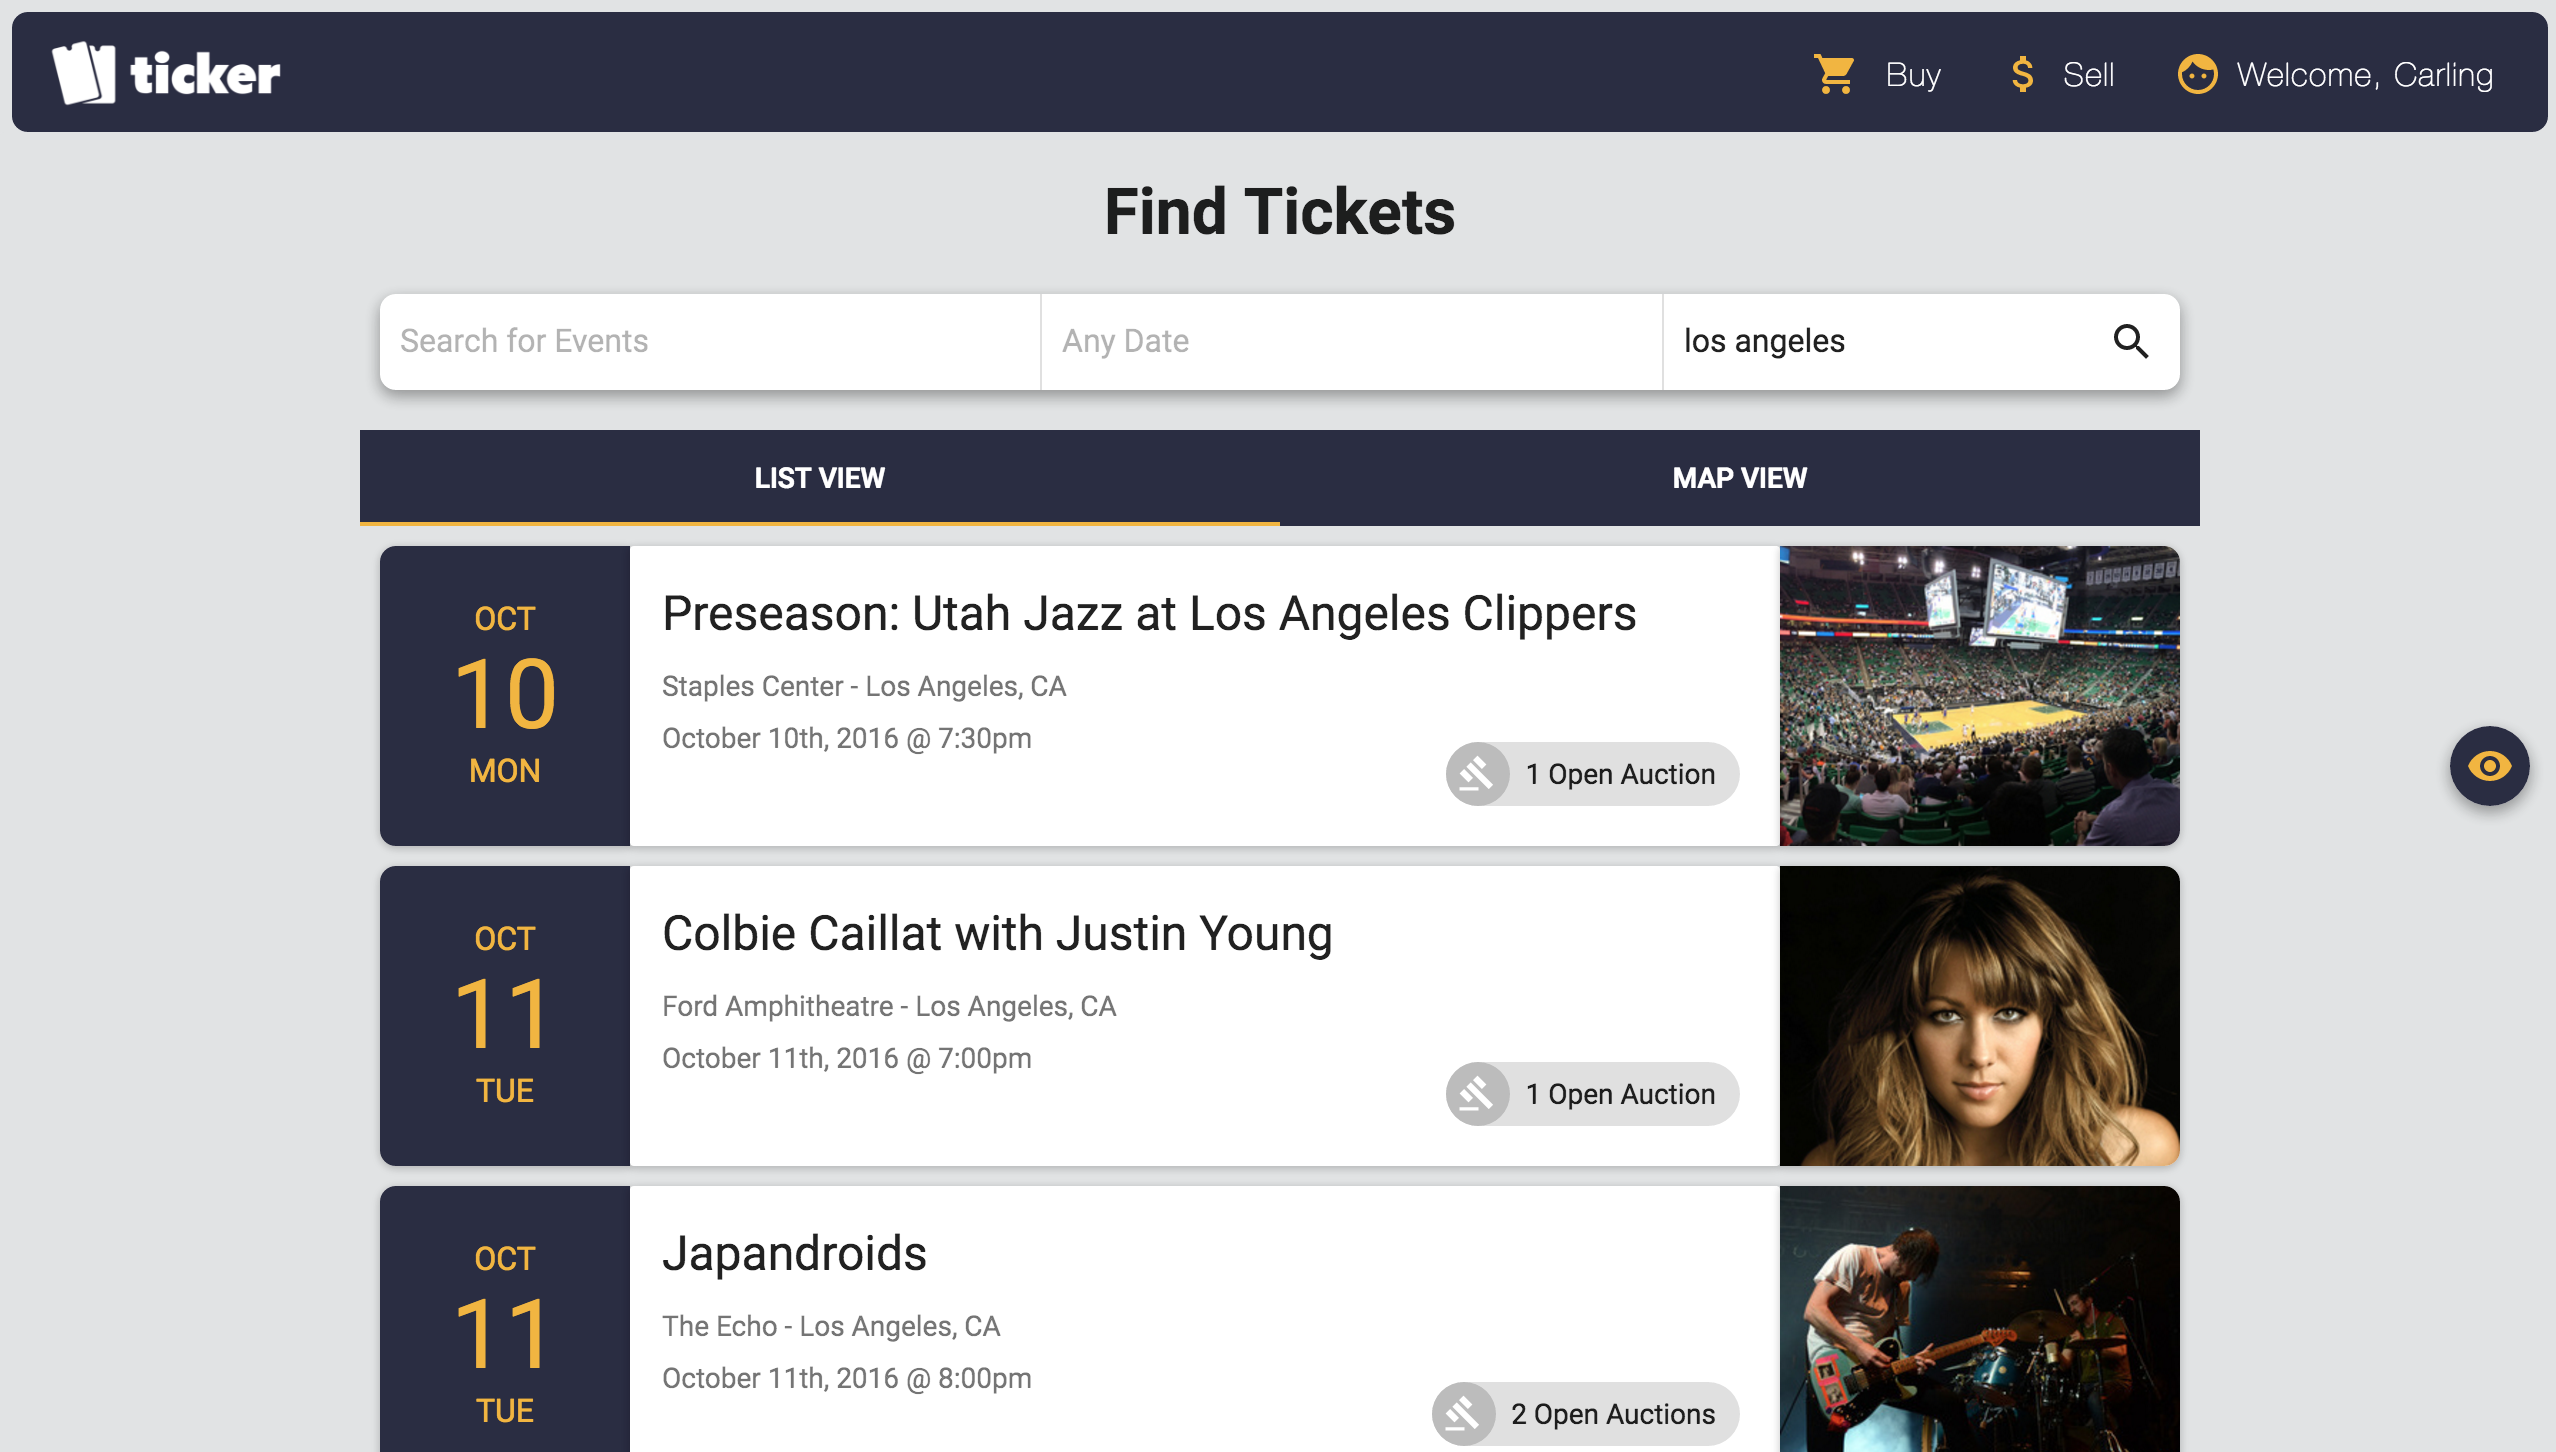 ticker
Buy
Sell
Welcome, Carling
Find Tickets
Search for Events
Any Date
los angeles
LIST VIEW
MAP VIEW
OCT
10
MON
Preseason: Utah Jazz at Los Angeles Clippers
Staples Center - Los Angeles, CA
October 10th, 2016 @ 7:30pm
1 Open Auction
OCT
11
TUE
Colbie Caillat with Justin Young
Ford Amphitheatre - Los Angeles, CA
October 11th, 2016 @ 7:00pm
1 Open Auction
OCT
11
TUE
Japandroids
The Echo - Los Angeles, CA
October 11th, 2016 @ 8:00pm
2 Open Auctions